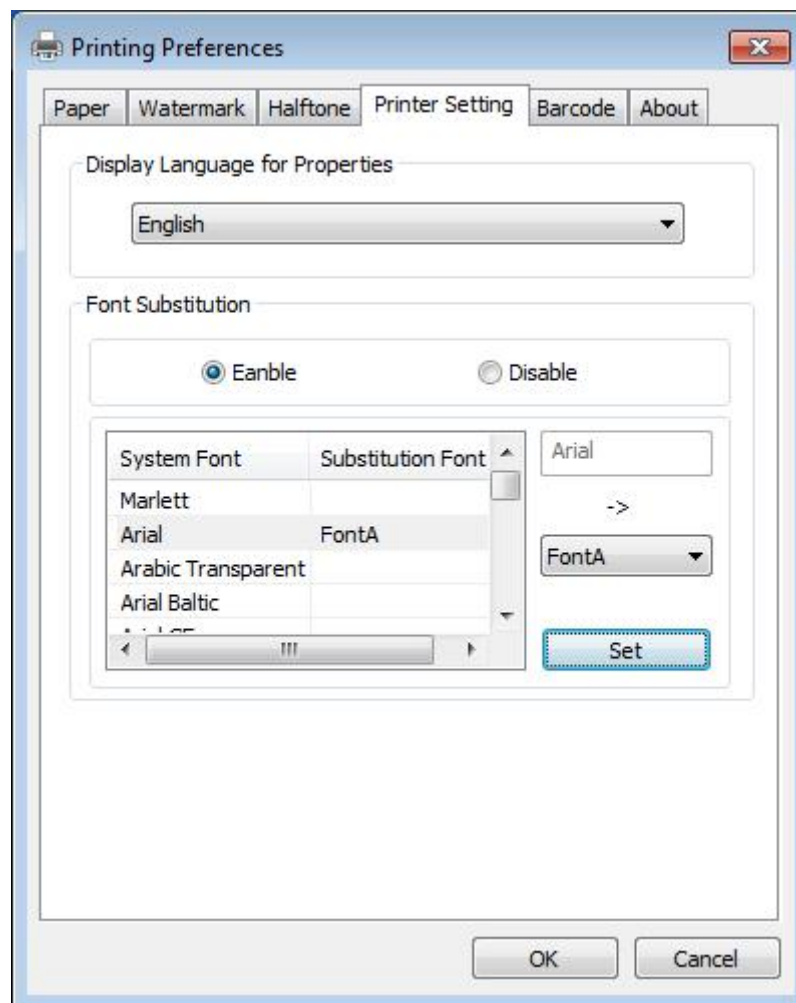 Printing Preferences
Paper Watermark Halftone Printer Setting Barcode About
Display Language for Properties
English
Font Substitution
Eanble Disable
System Font Substitution Font
Arial
Marlett
->
Arial FontA
FontA
Arabic Transparent
Arial Baltic
Set
OK Cancel